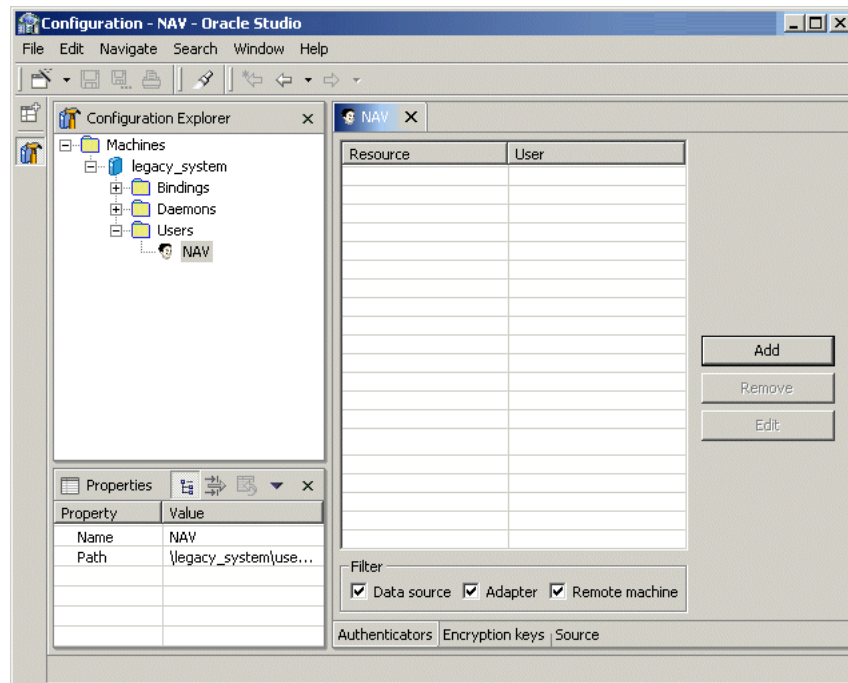 Configuration - NAV - Oracle Studio
File Edit Navigate Search Window Help
Configuration Explorer
Machines
legacy_system
Bindings
Daemons
Users
NAV
NAV
Resource User
Add
Remove
Edit
Properties
Property Value
Name NAV
Path \legacy_system\use...
Filter
Data source Adapter Remote machine
Authenticators Encryption keys Source